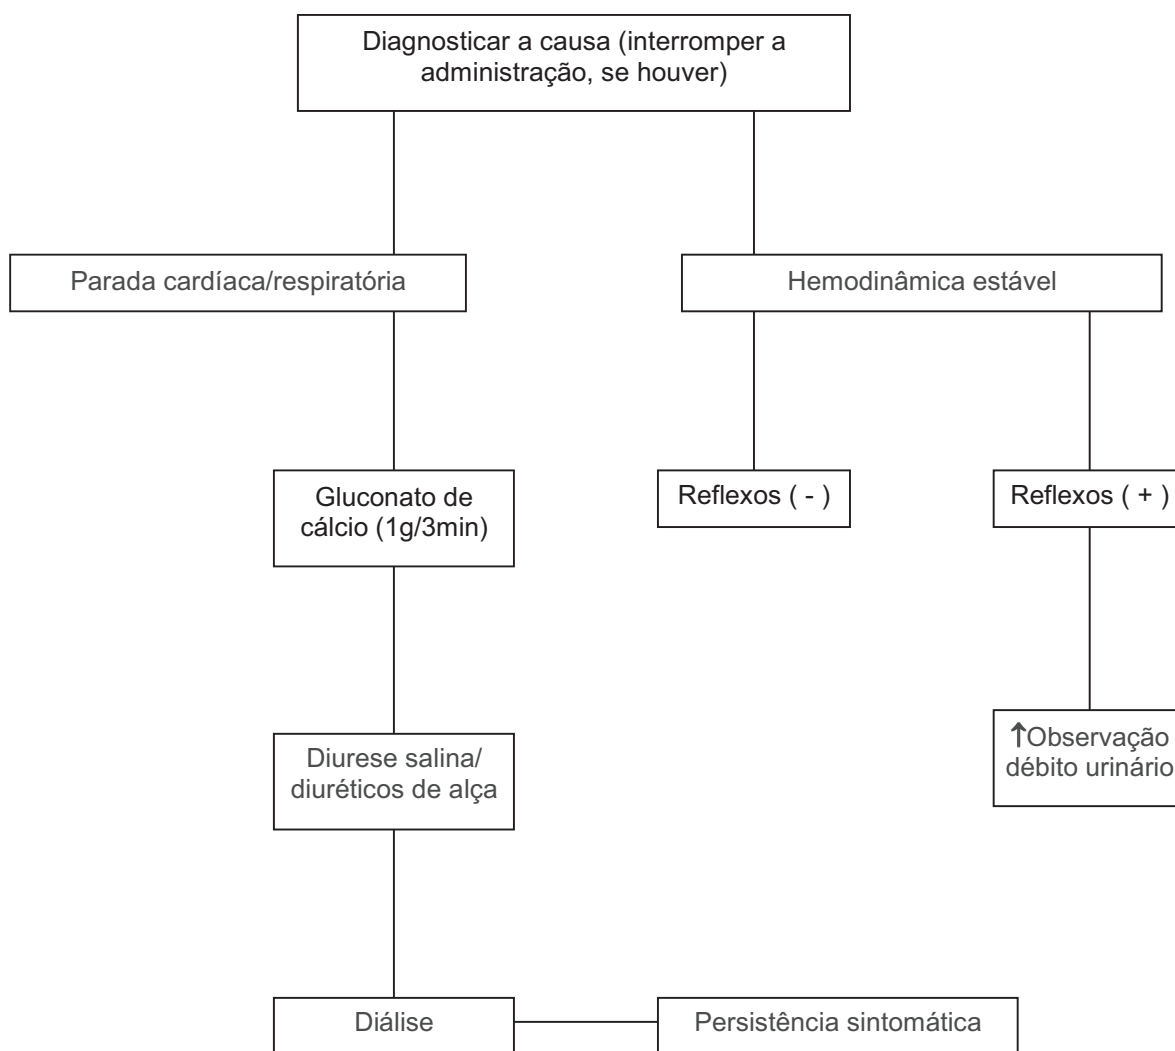 Diagnosticar a causa (interromper a
administração, se houver)
Parada cardíaca/respiratória
Hemodinâmica estável
Gluconato de
cálcio (1g/3min)
Reflexos ( - )
Reflexos ( + )
Diurese salina/
diuréticos de alça
↑Observação
débito urinário
Diálise
Persistência sintomática